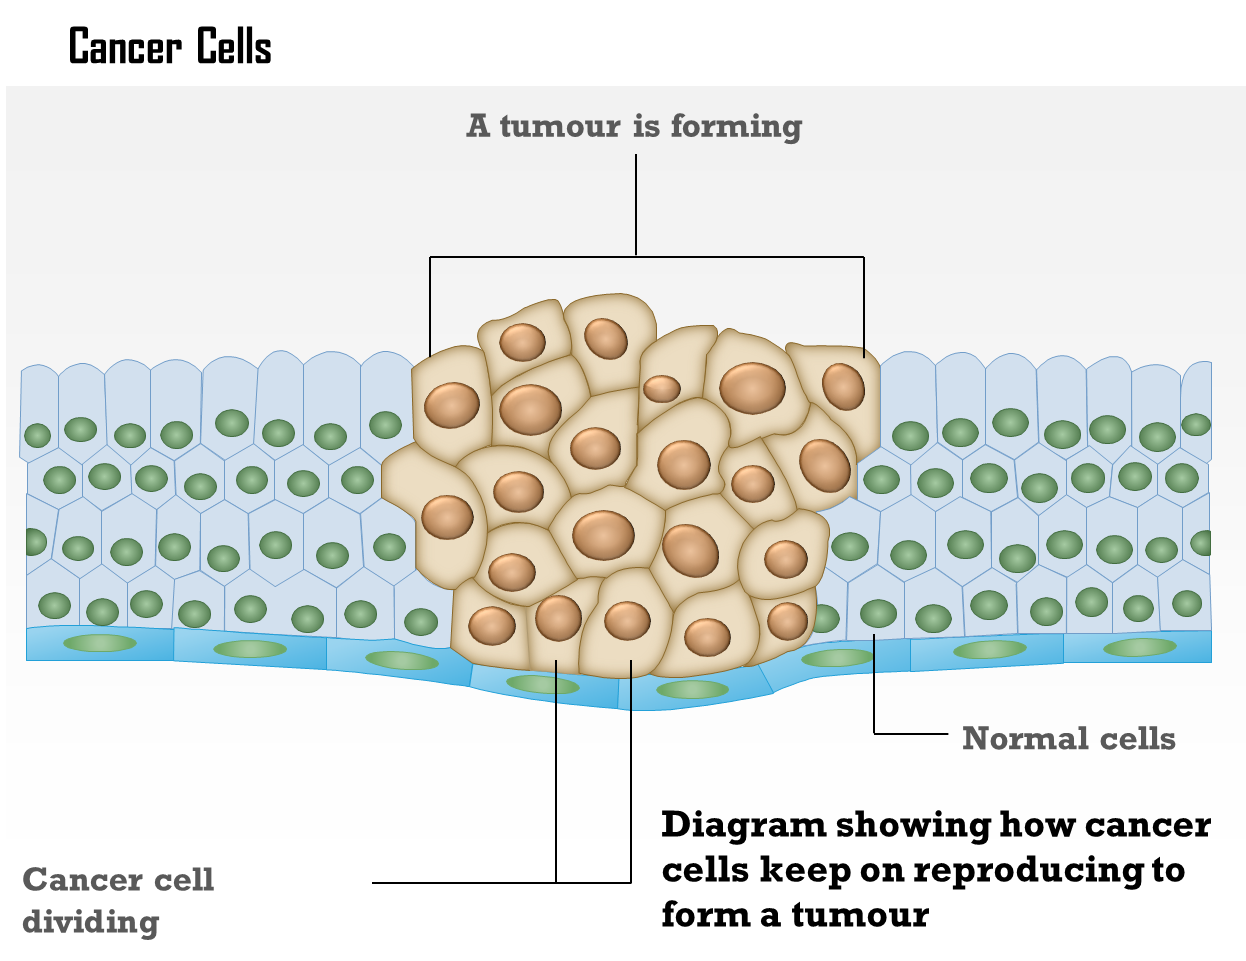 Cancer Cells
A tumour is forming
Normal cells
Diagram showing how cancer
cells keep on reproducing to
form a tumour
Cancer cell
dividing